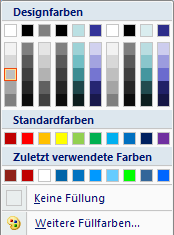 Designfarben
Standardfarben
Zuletzt verwendete Farben
Keine Füllung
Weitere Füllfarben...